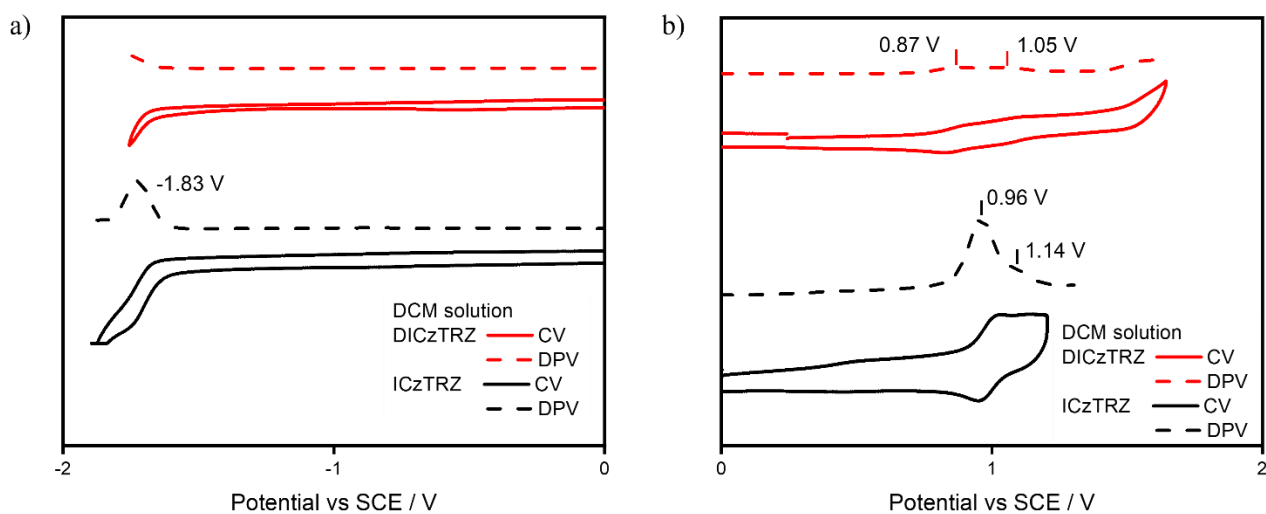 a)
-1.83 V
DCM solution
DICzTRZ CV
DPV
ICzTRZ CV
DPV
-2 -1 0
Potential vs SCE / V
b)
0.87 V 1.05 V
0.96 V
1.14 V
DCM solution
DICzTRZ CV
DPV
ICzTRZ CV
DPV
0 1 2
Potential vs SCE / V